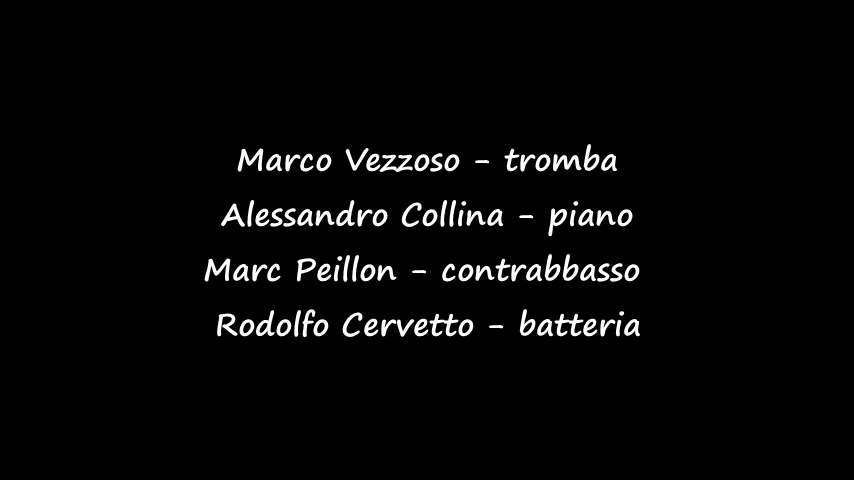 Marco Vezzoso - tromba
Alessandro Collina - piano
Marc Peillon - contrabbasso
Rodolfo Cervetto - batteria